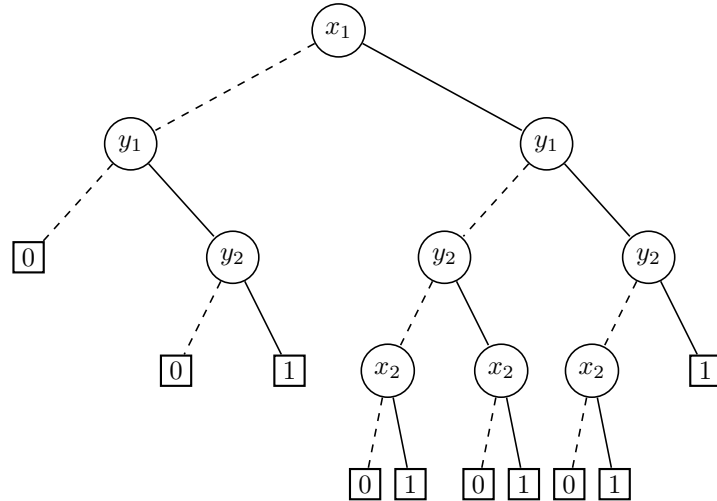 x₁
y₁ y₁
0 y₂ y₂ y₂
0 1 x₂ x₂ x₂ 1
0 1 0 1 0 1